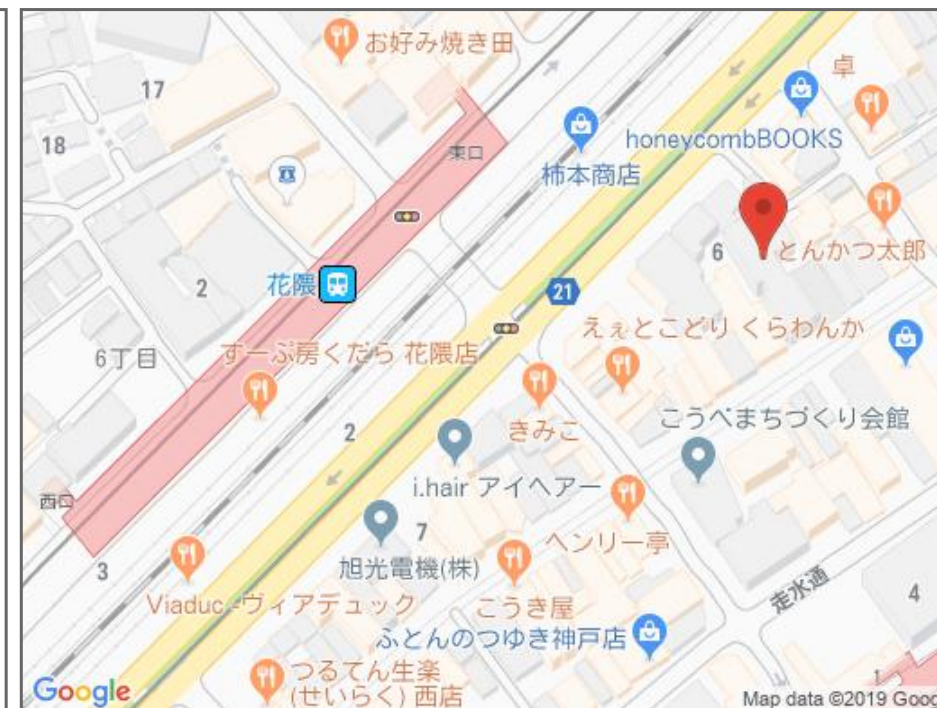 お好み焼き田
17
卓
18
東口
honeycombBOOKS
柿本商店
6
とんかつ太郎
花隈
2
21
えぇとこどり くらわんか
6丁目
すーぷ房くだら 花隈店
きみこ
こうべまちづくり会館
2
i.hair アイヘアー
西口
7
ヘンリー亭
旭光電機(株)
3
走水通
4
Viaduc -ヴィアデュック
こうき屋
ふとんのつゆき神戸店
つるてん生楽
(せいらく) 西店
1
Google
Map data ©2019 Goog